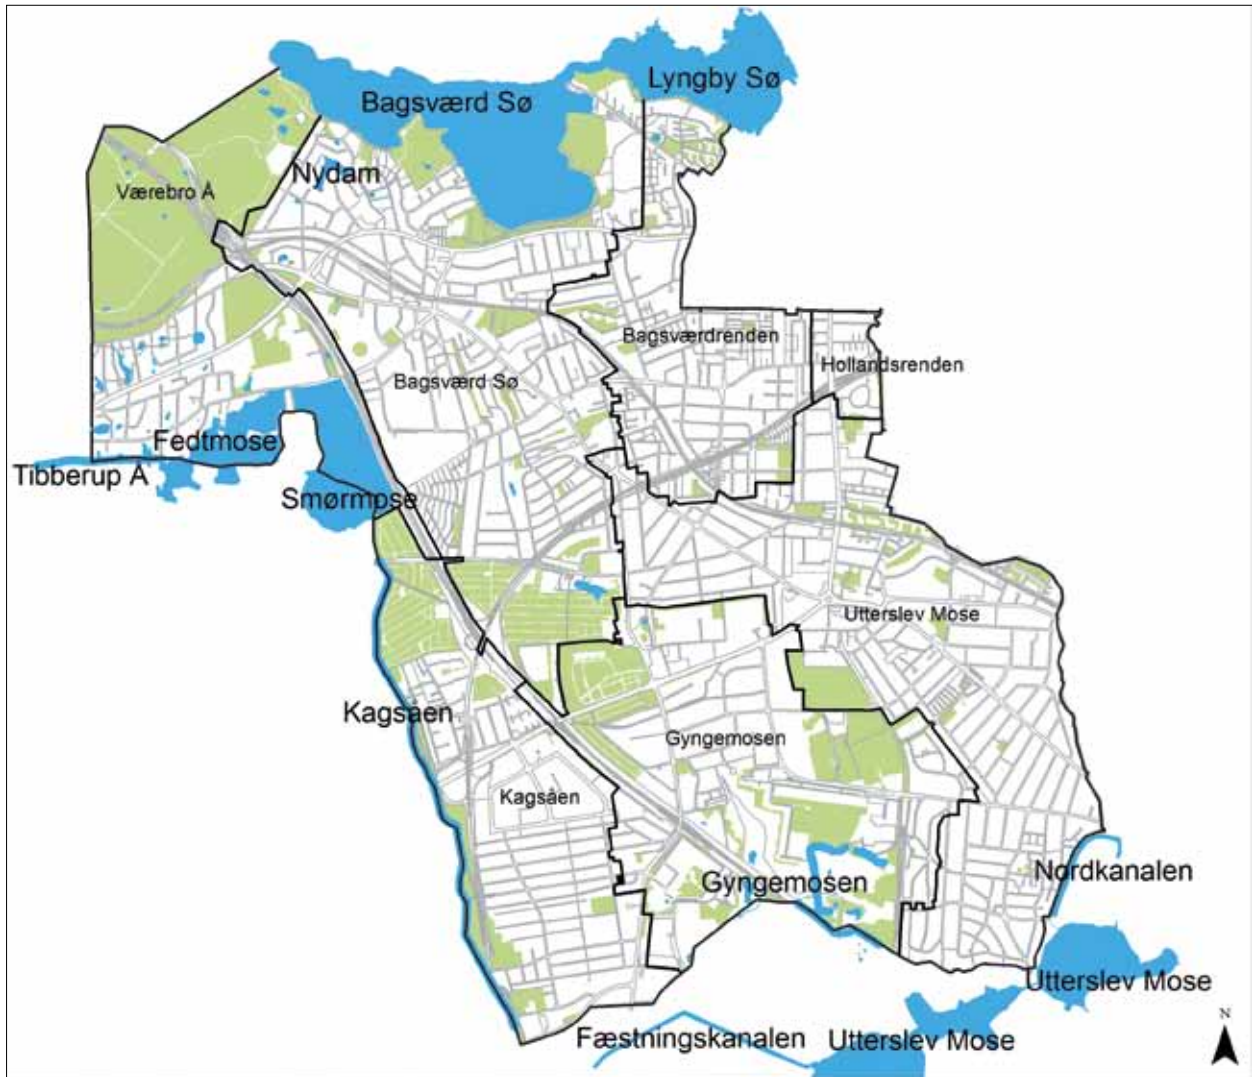 Lyngby Sø
Bagsværd Sø
Nydam
Værebro Å
Bagsværdrenden
Hollandsrenden
Bagsværd Sø
Fedtmose
Tibberup Å
Smørmose
Utterslev Mose
Kagsåen
Gyngemosen
Kagsåen
Gyngemosen
Nordkanalen
Utterslev Mose
Fæstningskanalen
Utterslev Mose
N